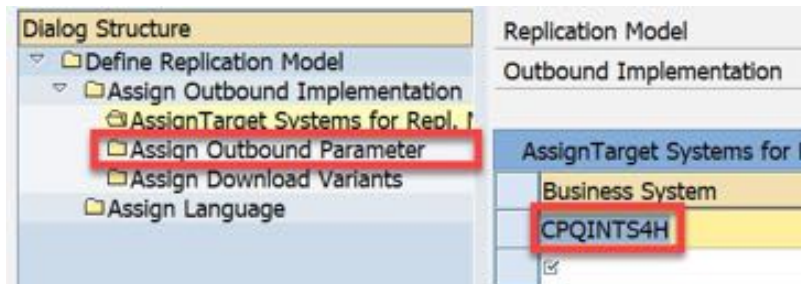 Dialog Structure
Define Replication Model
Assign Outbound Implementation
AssignTarget Systems for Repl.
Assign Outbound Parameter
Assign Download Variants
Assign Language
Replication Model
Outbound Implementation
AssignTarget Systems for
Business System
CPQINTS4H